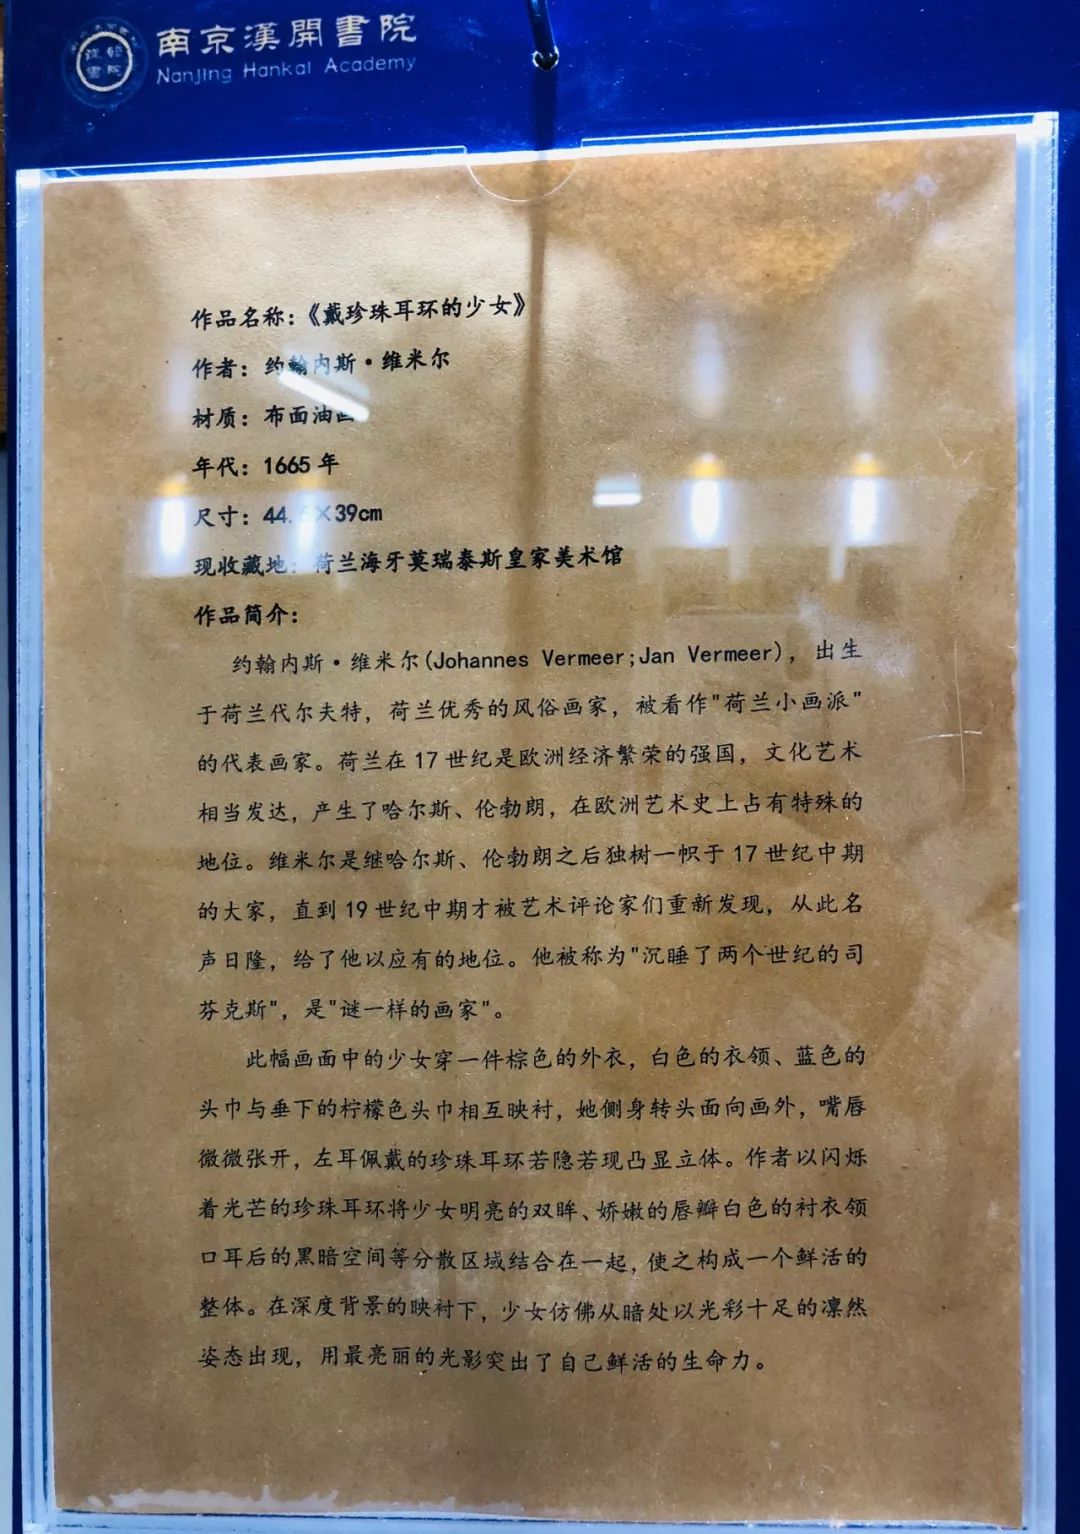 南京漢開書院
Nanjing Hankai Academy
作品名称：《戴珍珠耳环的少女》
作者：约翰内斯·维米尔
材质：布面油画
年代：1665 年
尺寸：44.5×39cm
现收藏地：荷兰海牙莫瑞泰斯皇家美术馆
作品简介：
约翰内斯·维米尔(Johannes Vermeer;Jan Vermeer)，出生
于荷兰代尔夫特，荷兰优秀的风俗画家，被看作"荷兰小画派"
的代表画家。荷兰在 17 世纪是欧洲经济繁荣的强国，文化艺术
相当发达，产生了哈尔斯、伦勃朗，在欧洲艺术史上占有特殊的
地位。维米尔是继哈尔斯、伦勃朗之后独树一帜于 17 世纪中期
的大家，直到 19 世纪中期才被艺术评论家们重新发现，从此名
声日隆，给了他以应有的地位。他被称为"沉睡了两个世纪的司
芬克斯"，是"谜一样的画家"。
此幅画面中的少女穿一件棕色的外衣，白色的衣领、蓝色的
头巾与垂下的柠檬色头巾相互映衬，她侧身转头面向画外，嘴唇
微微张开，左耳佩戴的珍珠耳环若隐若现凸显立体。作者以闪烁
着光芒的珍珠耳环将少女明亮的双眸、娇嫩的唇瓣白色的衬衣领
口耳后的黑暗空间等分散区域结合在一起，使之构成一个鲜活的
整体。在深度背景的映衬下，少女仿佛从暗处以光彩十足的凛然
姿态出现，用最亮丽的光影突出了自己鲜活的生命力。